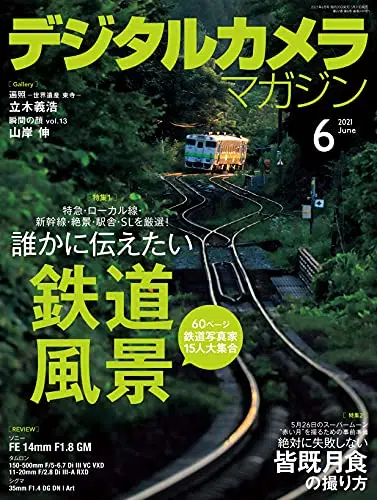 デジタルカメラ
マガジン
[Gallery]
遍照 ―世界遺産 東寺―
立木義浩
瞬間の顔 vol.13
山岸 伸
6
2021
June
[特集1]
特急・ローカル線・
新幹線・絶景・駅舎・SLを厳選!
誰かに伝えたい
鉄道
風景
60ページ
鉄道写真家
15人大集合
[REVIEW]
ソニー
FE 14mm F1.8 GM
タムロン
150-500mm F/5-6.7 Di III VC VXD
11-20mm F/2.8 Di III-A RXD
シグマ
35mm F1.4 DG DN | Art
[特集2]
5月26日のスーパームーン
“赤い月”を撮るための事前準備
絶対に失敗しない
皆既月食
の撮り方